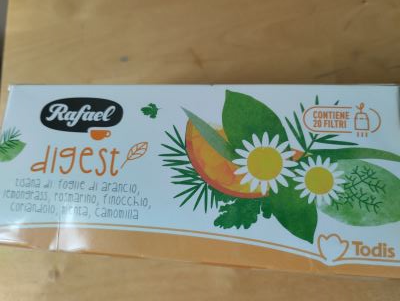 Rafael
CONTIENE
20 FILTRI
digest
tisana di foglie di arancio,
lemongrass, rosmarino, finocchio,
coriandolo, menta, camomilla
Todis